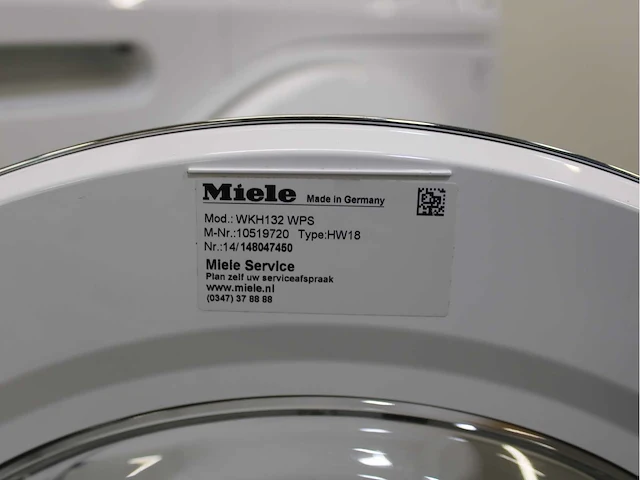 Miele Made in Germany
Mod.: WKH132 WPS
M-Nr.:10519720 Type:HW18
Nr.:14/ 148047450
Miele Service
Plan zelf uw serviceafspraak
www.miele.nl
(0347) 37 88 88